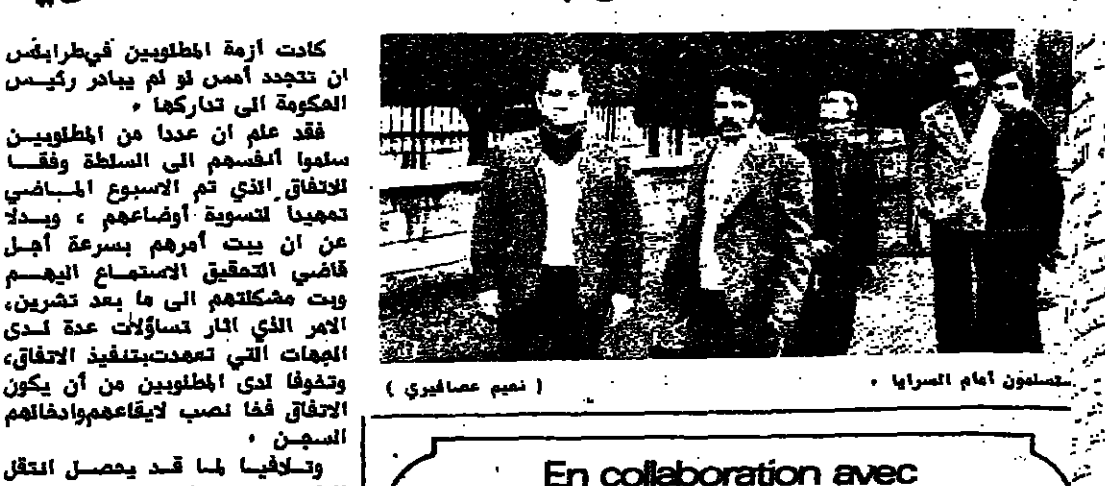 كادت أزمة المطلوبين في طرابلس
ان تتجدد أمس لو لم يبادر رئيس
الحكومة الى تداركها ٠
فقد علم ان عددا من المطلوبين
سلموا أنفسهم الى السلطة وفقا
للاتفاق الذي تم الاسبوع الماضي
تمهيداً لتسوية أوضاعهم ، وبدلا
عن ان يبت أمرهم بسرعة أجل
قاضي التحقيق الاستماع اليهم
وبت مشكلتهم الى ما بعد تشرين،
الامر الذي اثار تساؤلات عدة لدى
الجهات التي تعهدت بتنفيذ الاتفاق،
وتخوفا لدى المطلوبين من أن يكون
الاتفاق فخا نصب لايقاعهم وادخالهم
السجن ٠
وتلافيا لما قد يحصل انتقل
أمام السرايا ٠
( نعيم عصافيري )
En collaboration avec